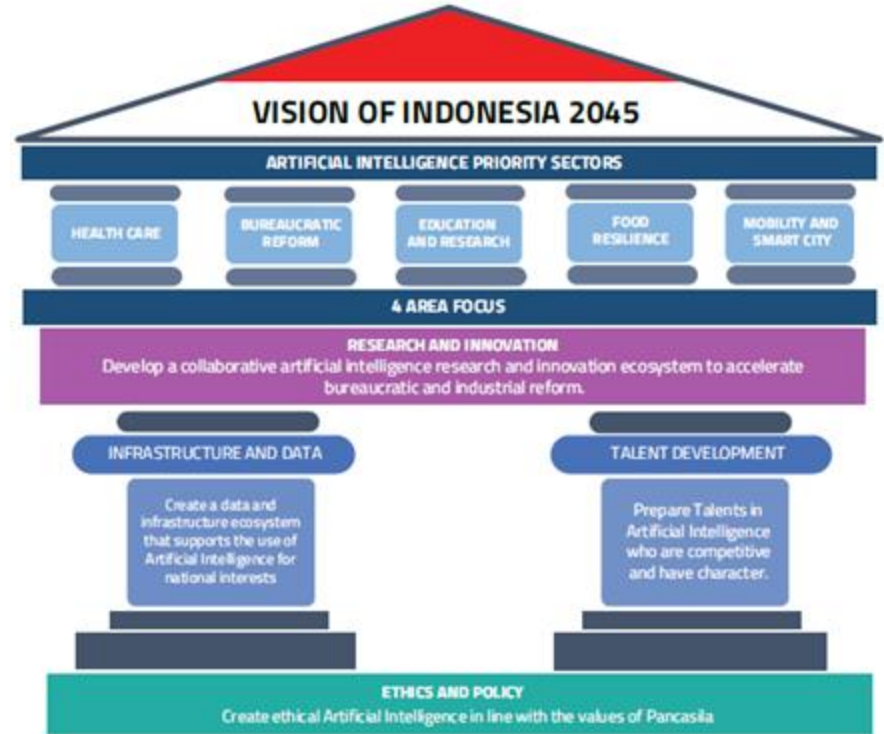 VISION OF INDONESIA 2045
ARTIFICIAL INTELLIGENCE PRIORITY SECTORS
HEALTH CARE
BUREAUCRATIC
REFORM
EDUCATION
AND RESEARCH
FOOD
RESILIENCE
MOBILITY AND
SMART CITY
4 AREA FOCUS
RESEARCH AND INNOVATION
Develop a collaborative artificial intelligence research and innovation ecosystem to accelerate
bureaucratic and industrial reform.
INFRASTRUCTURE AND DATA
Create a data and
infrastructure ecosystem
that supports the use of
Artificial Intelligence for
national interests
TALENT DEVELOPMENT
Prepare Talents in
Artificial Intelligence
who are competitive
and have character.
ETHICS AND POLICY
Create ethical Artificial Intelligence in line with the values of Pancasila